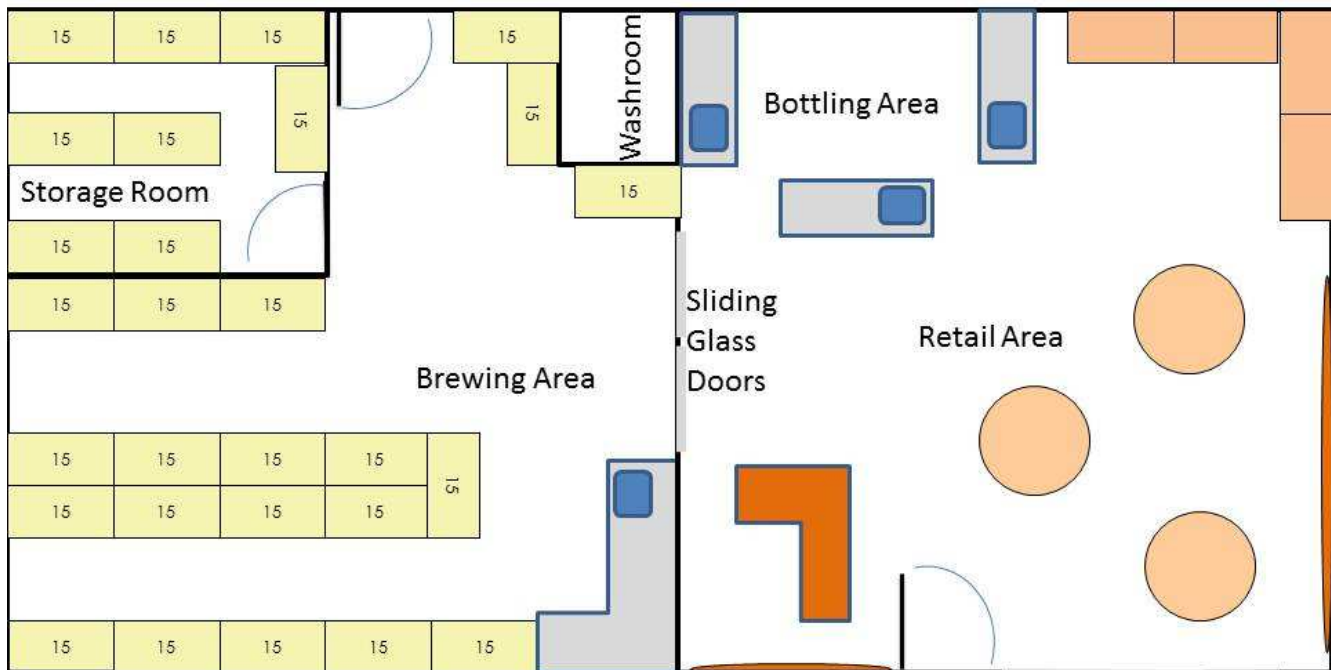 15 15 15 15
Washroom
Bottling Area
15
15
15 15
Storage Room
15
15 15
15 15 15
Sliding
Glass
Doors
Retail Area
Brewing Area
15 15 15 15
15
15 15 15 15
15 15 15 15 15